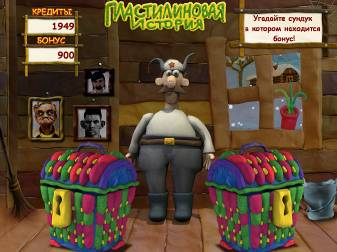 ПЛАСТИЛИНОВАЯ
ИСТОРИЯ
КРЕДИТЫ:
1949
БОНУС
900
Угадайте сундук
в котором находится
бонус!